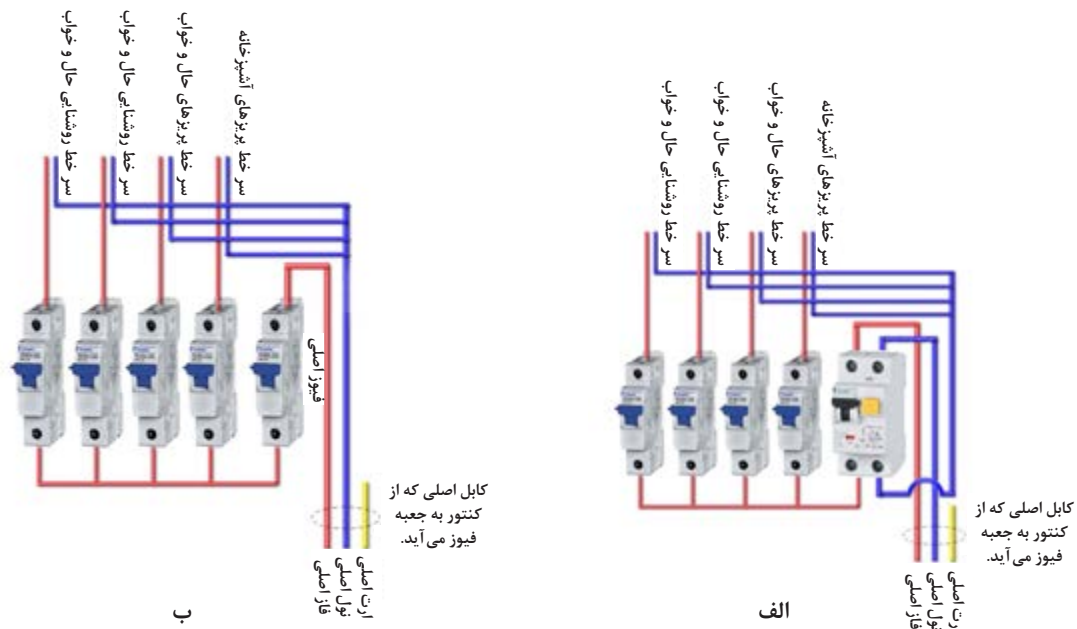 سر خط پریزهای آشپزخانه
سر خط پریزهای حال و خواب
سر خط روشنایی حال و خواب
سر خط روشنایی حال و خواب
کابل اصلی که از
کنتور به جعبه
فیوز می‌آید.
ارت اصلی
نول اصلی
فاز اصلی
الف
سر خط پریزهای آشپزخانه
سر خط پریزهای حال و خواب
سر خط روشنایی حال و خواب
سر خط روشنایی حال و خواب
فیوز اصلی
کابل اصلی که از
کنتور به جعبه
فیوز می‌آید.
ارت اصلی
نول اصلی
فاز اصلی
ب